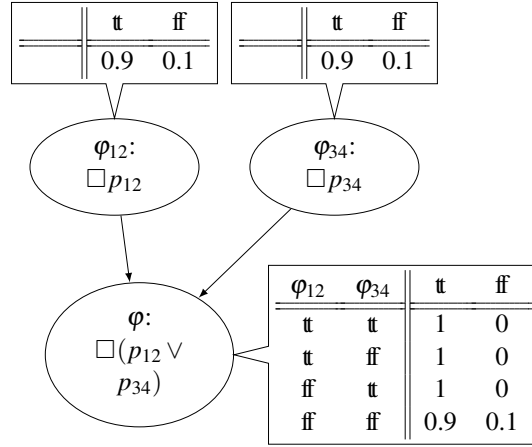 tt ff
0.9 0.1
tt ff
0.9 0.1
φ₁₂:
□ p₁₂
φ₃₄:
□ p₃₄
φ:
□ (p₁₂ ∨
p₃₄)
φ₁₂ φ₃₄ tt ff
tt tt 1 0
tt ff 1 0
ff tt 1 0
ff ff 0.9 0.1